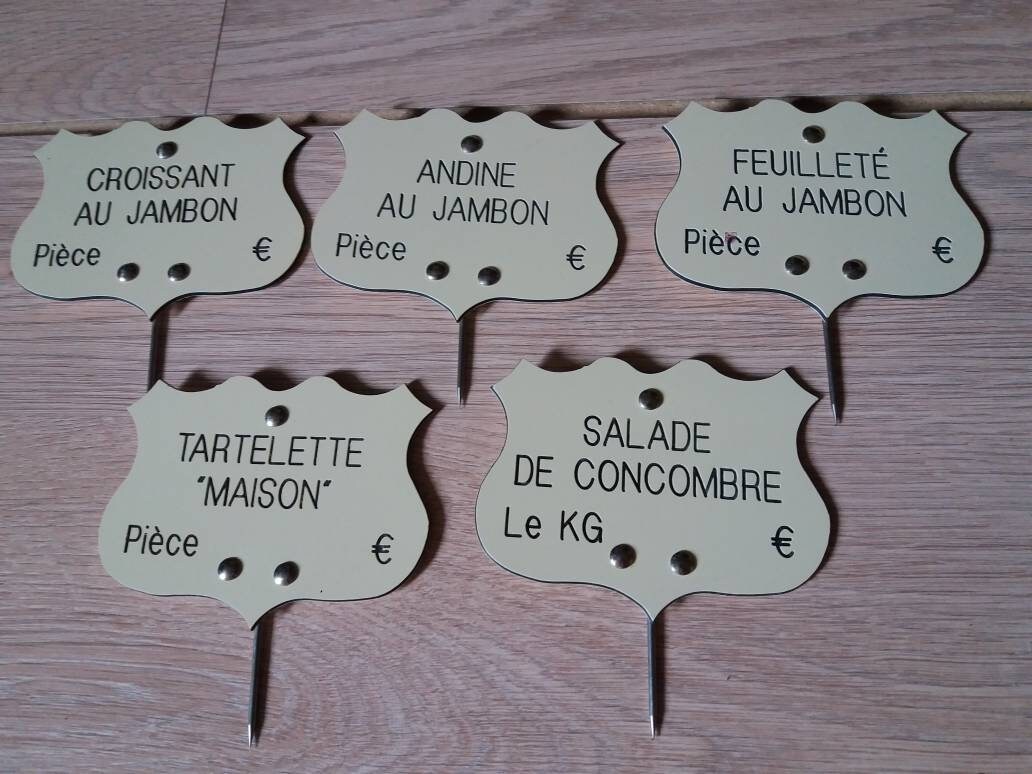 CROISSANT
AU JAMBON
Pièce €
ANDINE
AU JAMBON
Pièce €
FEUILLETÉ
AU JAMBON
Pièce €
TARTELETTE
"MAISON"
Pièce €
SALADE
DE CONCOMBRE
Le KG €